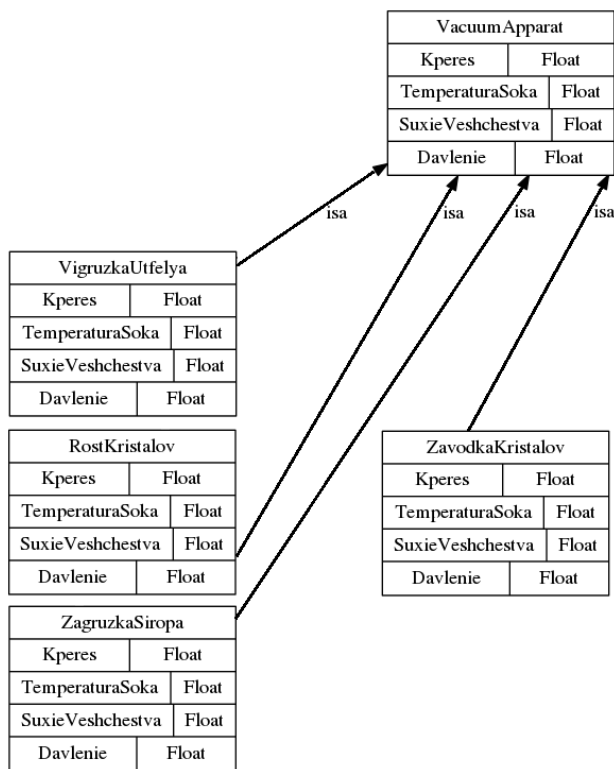 VacuumApparat
Kperes Float
TemperaturaSoka Float
SuxieVeshchestva Float
Davlenie Float
isa isa isa isa
VigruzkaUtfelya
Kperes Float
TemperaturaSoka Float
SuxieVeshchestva Float
Davlenie Float
RostKristalov
Kperes Float
TemperaturaSoka Float
SuxieVeshchestva Float
Davlenie Float
ZavodkaKristalov
Kperes Float
TemperaturaSoka Float
SuxieVeshchestva Float
Davlenie Float
ZagruzkaSiropa
Kperes Float
TemperaturaSoka Float
SuxieVeshchestva Float
Davlenie Float